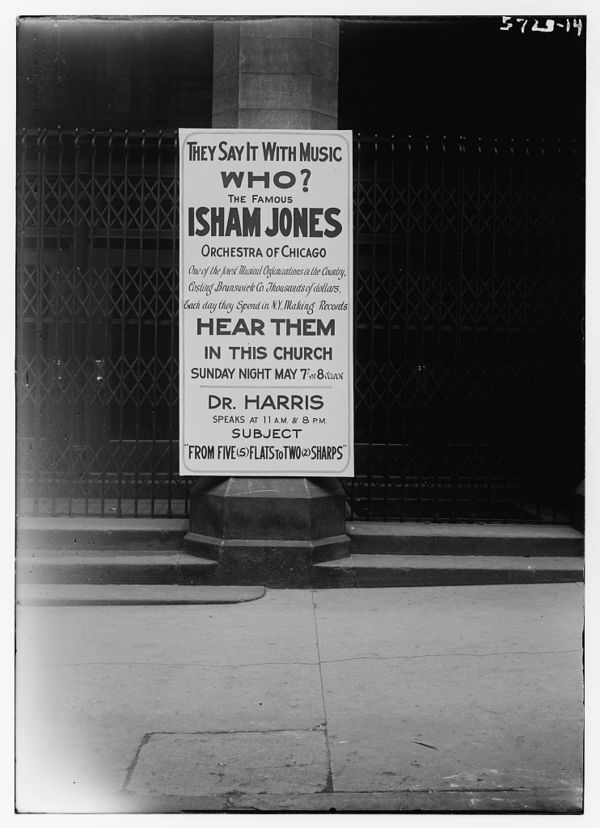 5729-14
THEY SAY IT WITH MUSIC
WHO?
THE FAMOUS
ISHAM JONES
ORCHESTRA OF CHICAGO
One of the finest Musical Organizations in the Country,
Costing Brunswick Co. Thousands of dollars,
Each day they Spend in N.Y. Making Records
HEAR THEM
IN THIS CHURCH
SUNDAY NIGHT MAY 7th AT 8 O'CLOCK
DR. HARRIS
SPEAKS AT 11 A.M. & 8 P.M.
SUBJECT
"FROM FIVE (5) FLATS TO TWO (2) SHARPS"